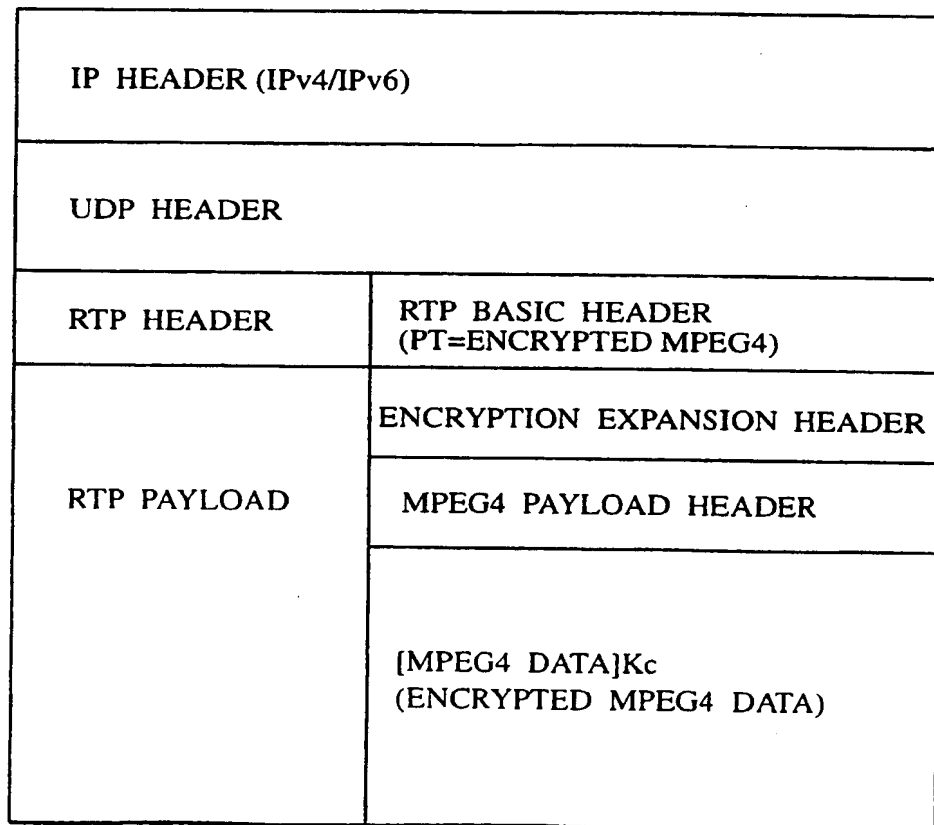 IP HEADER (IPv4/IPv6)
UDP HEADER
RTP HEADER
RTP BASIC HEADER
(PT=ENCRYPTED MPEG4)
RTP PAYLOAD
ENCRYPTION EXPANSION HEADER
MPEG4 PAYLOAD HEADER
[MPEG4 DATA]Kc
(ENCRYPTED MPEG4 DATA)